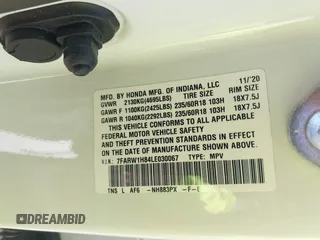 MFD. BY HONDA MFG. OF INDIANA, LLC 11/'20
GVWR 2130KG(4695LBS) TIRE SIZE RIM SIZE
GAWR F 1100KG(2425LBS) 235/60R18 103H 18X7.5J
GAWR R 1040KG(2292LBS) 235/60R18 103H 18X7.5J
THIS VEHICLE CONFORMS TO ALL APPLICABLE
FEDERAL MOTOR VEHICLE SAFETY
AND THEFT PREVENTION STANDARDS IN EFFECT ON THE
DATE OF MANUFACTURE SHOWN ABOVE.
V.I.N: 7FARW1H84LE030067 TYPE: MPV
TNS L AF6 -NH883PX -F-E
AUTOBIDMASTER